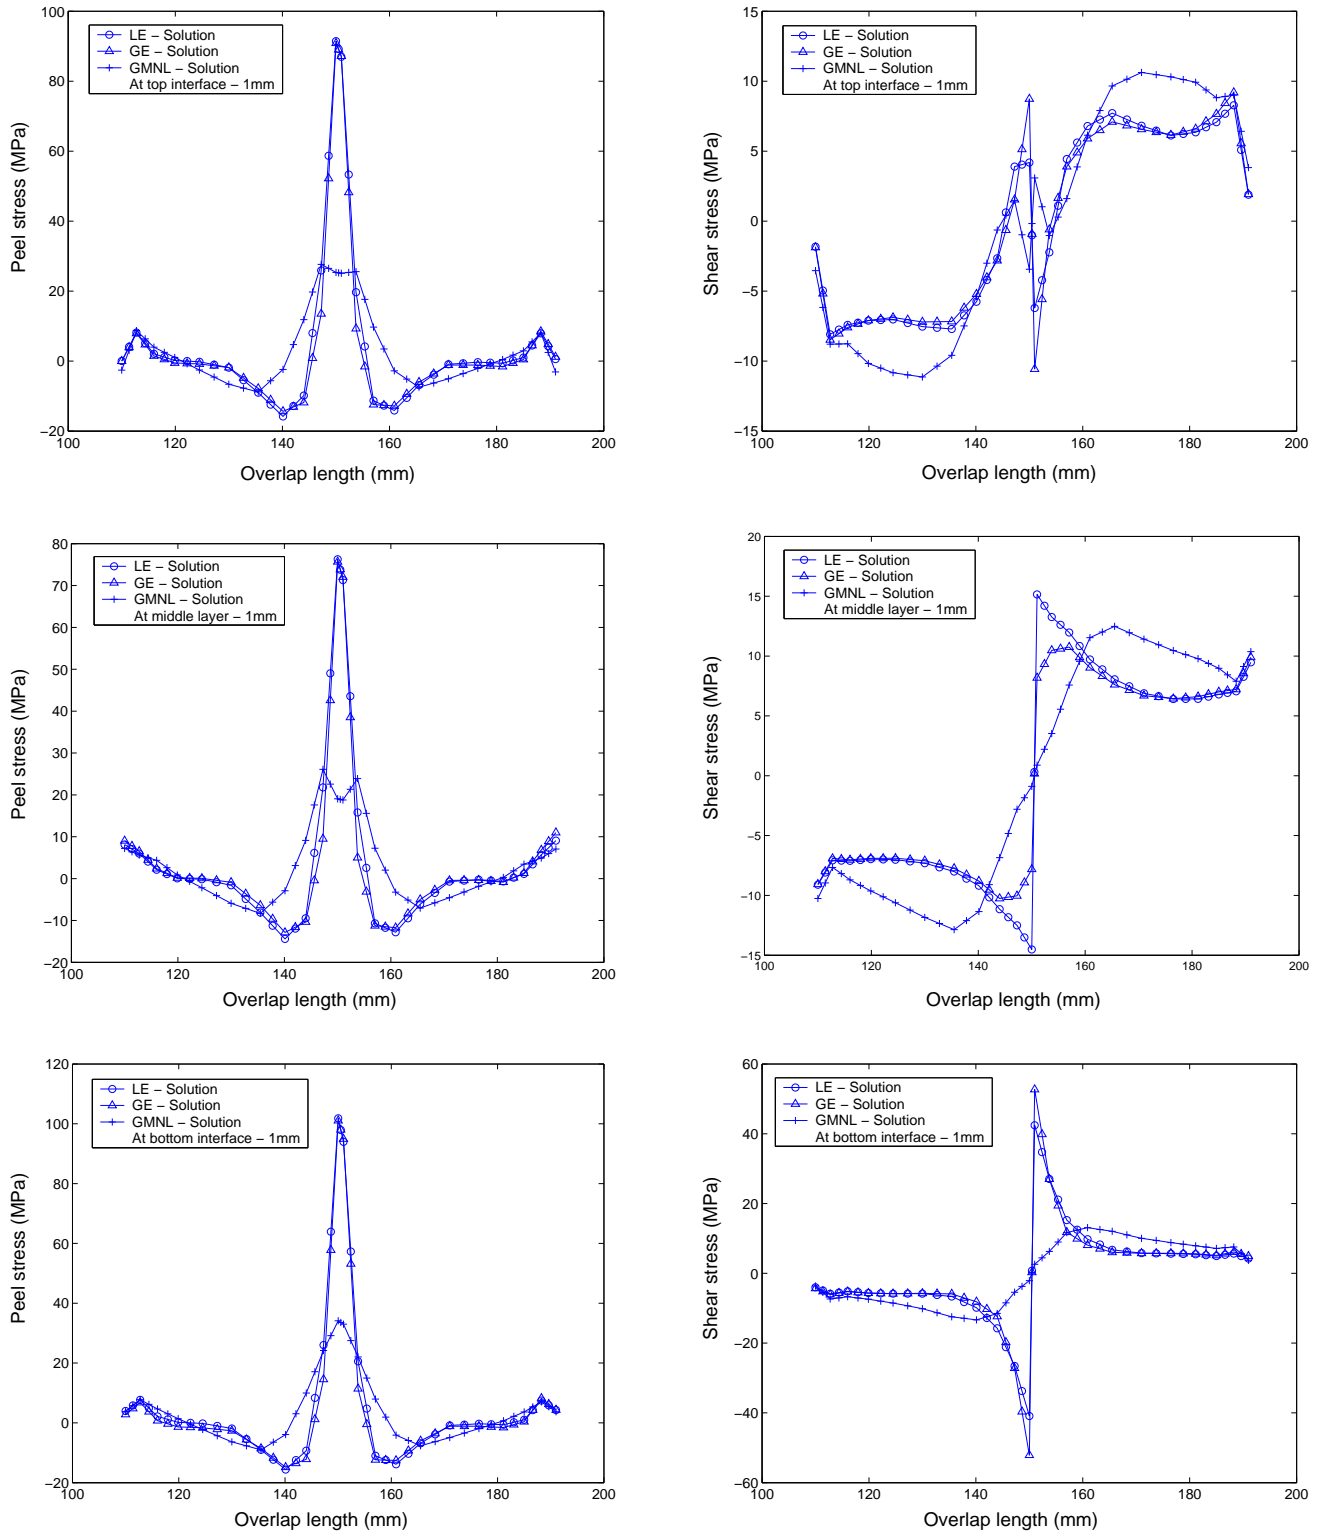 100
80
60
40
20
0
−20
100
120
140
160
180
200
Peel stress (MPa)
Overlap length (mm)
LE − Solution
GE − Solution
GMNL − Solution
At top interface − 1mm
15
10
5
0
−5
−10
−15
100
120
140
160
180
200
Shear stress (MPa)
Overlap length (mm)
LE − Solution
GE − Solution
GMNL − Solution
At top interface − 1mm
80
70
60
50
40
30
20
10
0
−10
−20
100
120
140
160
180
200
Peel stress (MPa)
Overlap length (mm)
LE − Solution
GE − Solution
GMNL − Solution
At middle layer − 1mm
20
15
10
5
0
−5
−10
−15
100
120
140
160
180
200
Shear stress (MPa)
Overlap length (mm)
LE − Solution
GE − Solution
GMNL − Solution
At middle layer − 1mm
120
100
80
60
40
20
0
−20
100
120
140
160
180
200
Peel stress (MPa)
Overlap length (mm)
LE − Solution
GE − Solution
GMNL − Solution
At bottom interface − 1mm
60
40
20
0
−20
−40
−60
100
120
140
160
180
200
Shear stress (MPa)
Overlap length (mm)
LE − Solution
GE − Solution
GMNL − Solution
At bottom interface − 1mm